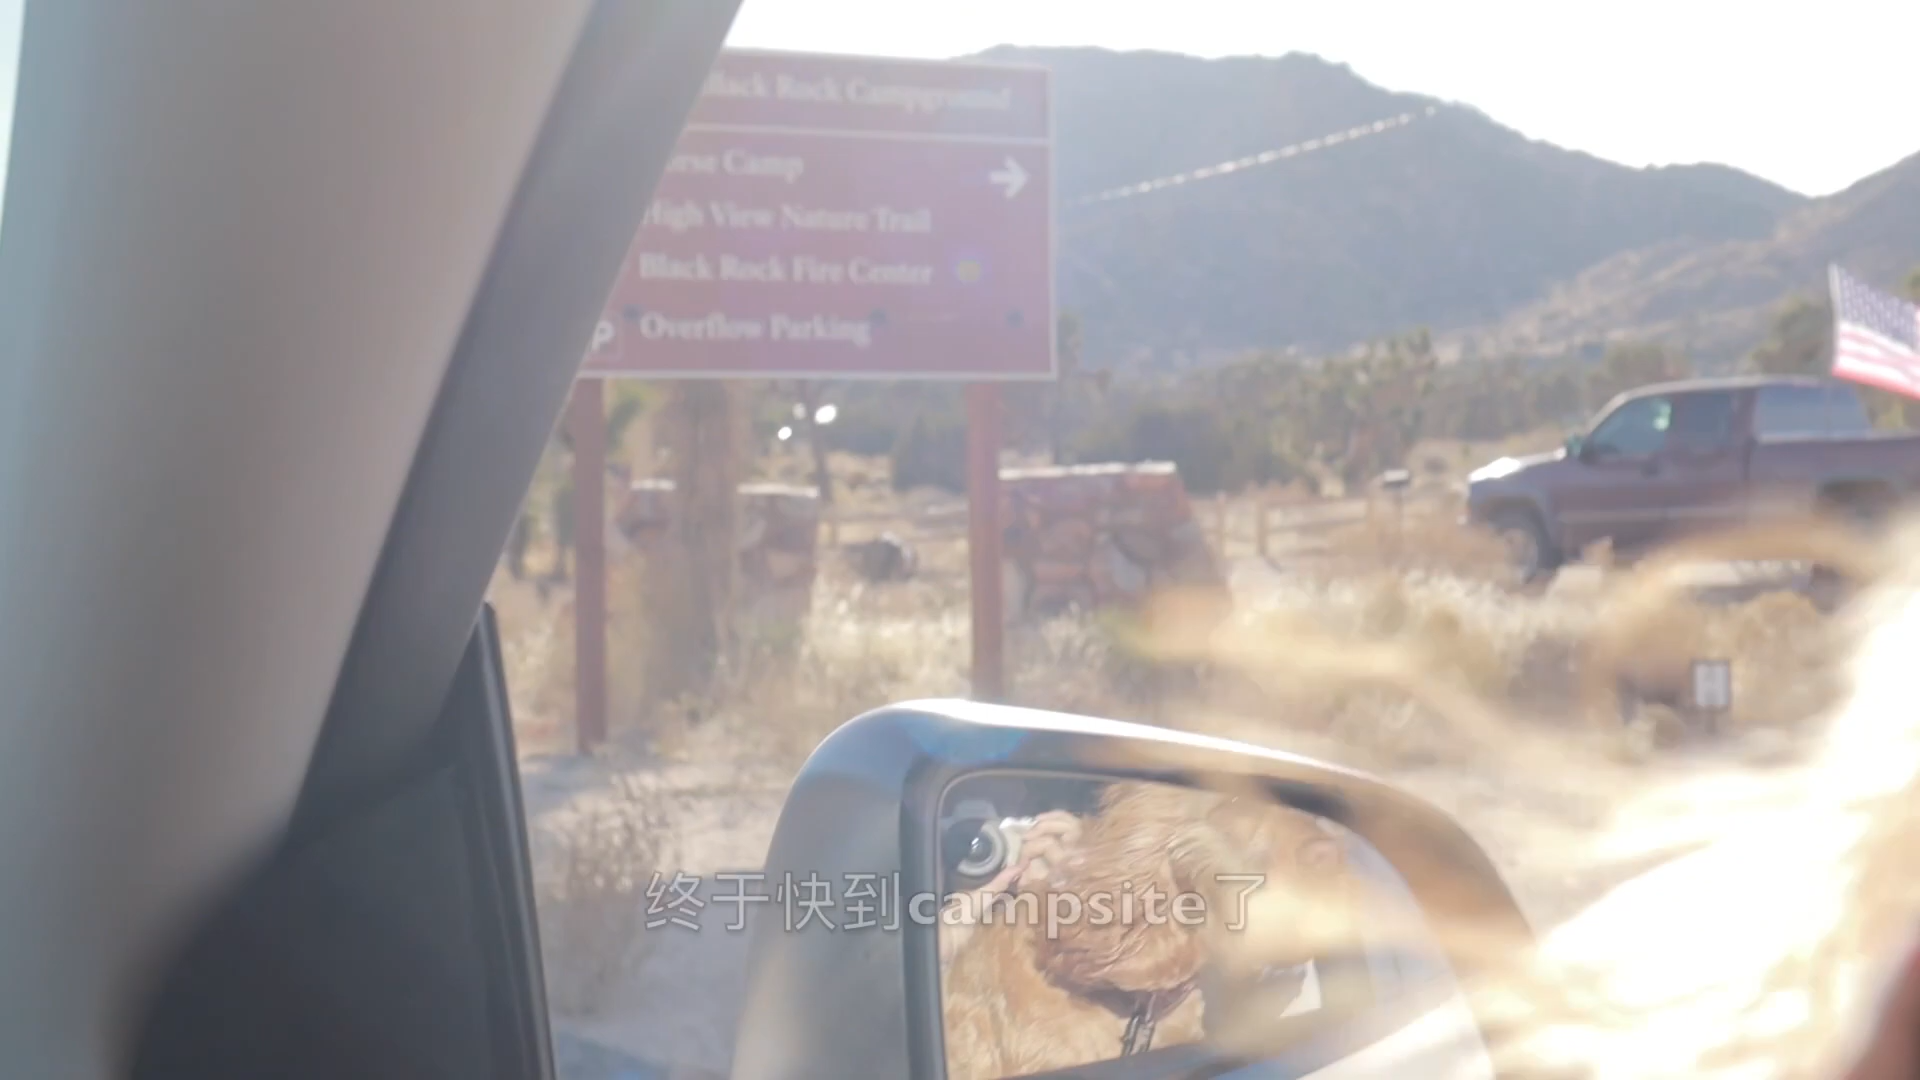 Black Rock Campground
Horse Camp
High View Nature Trail
Black Rock Fire Center
P Overflow Parking
终于快到campsite了